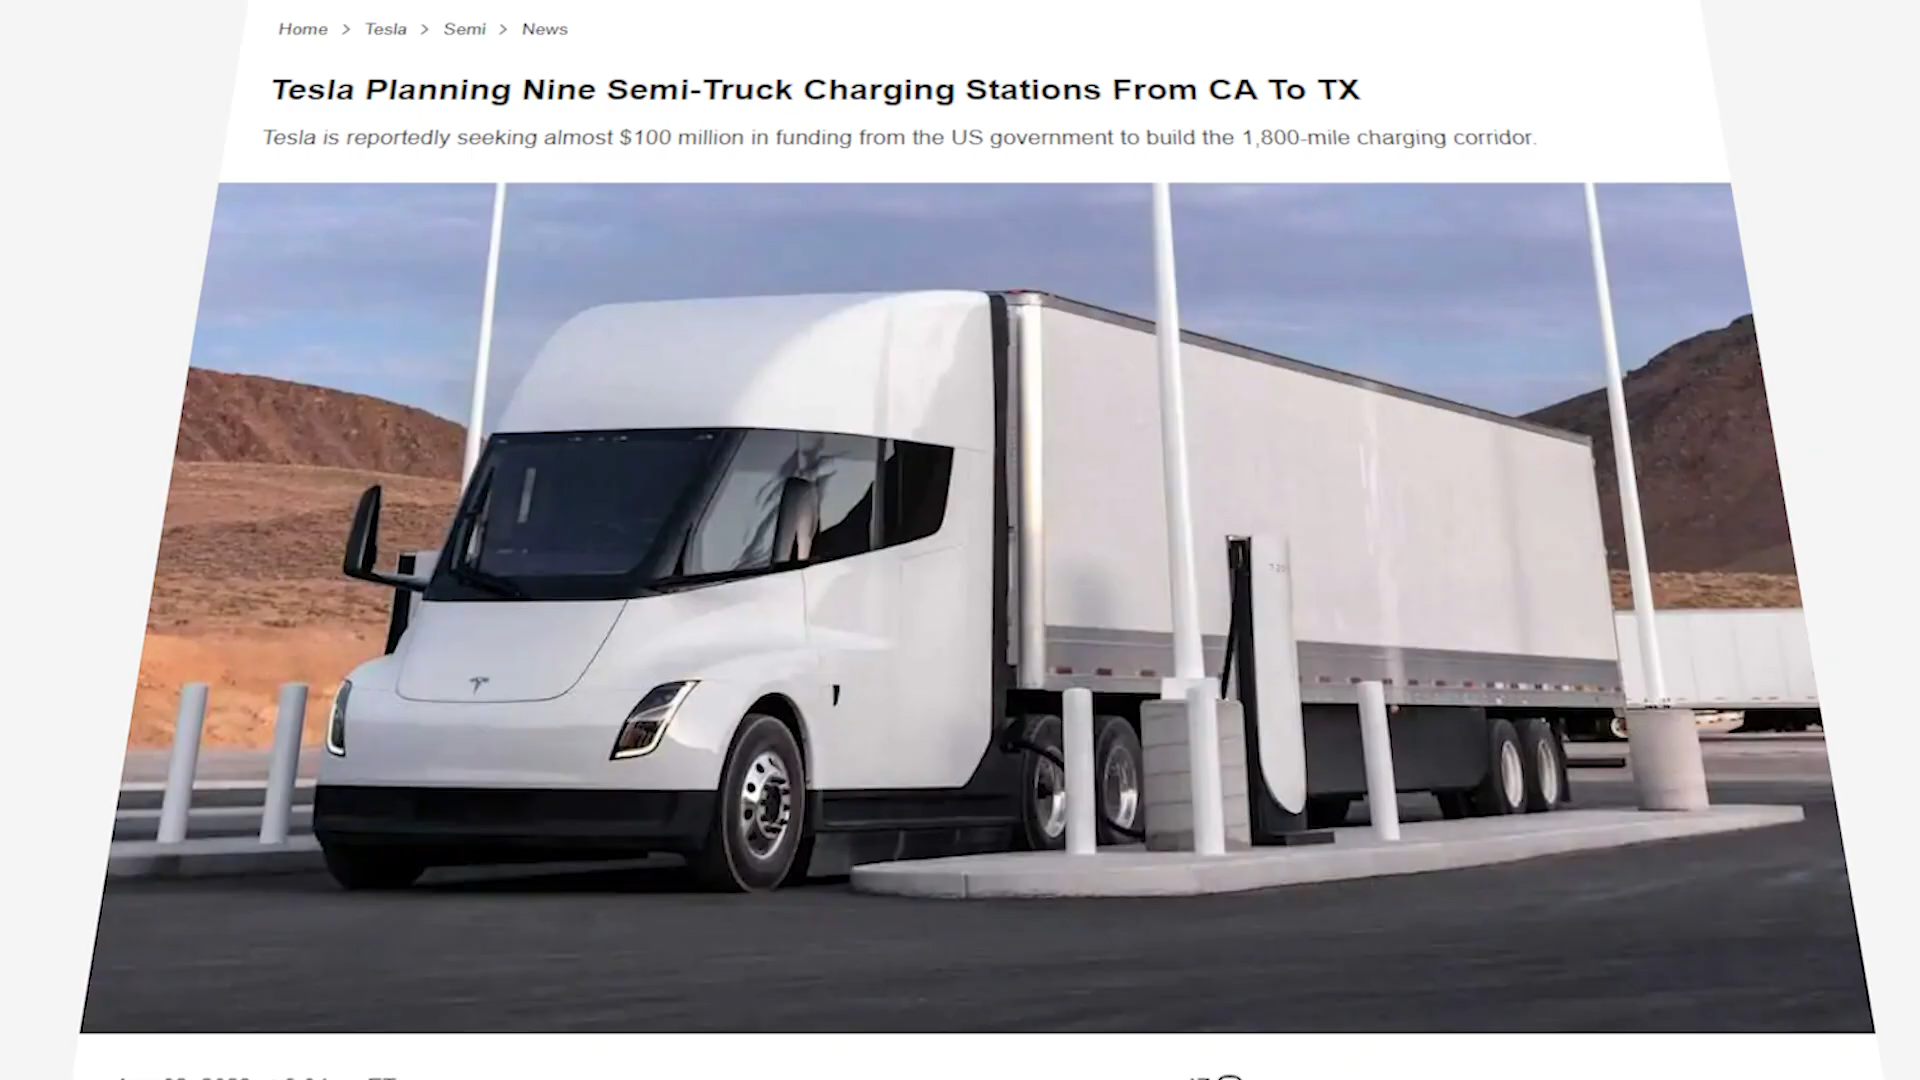 Home > Tesla > Semi > News
Tesla Planning Nine Semi-Truck Charging Stations From CA To TX
Tesla is reportedly seeking almost $100 million in funding from the US government to build the 1,800-mile charging corridor.